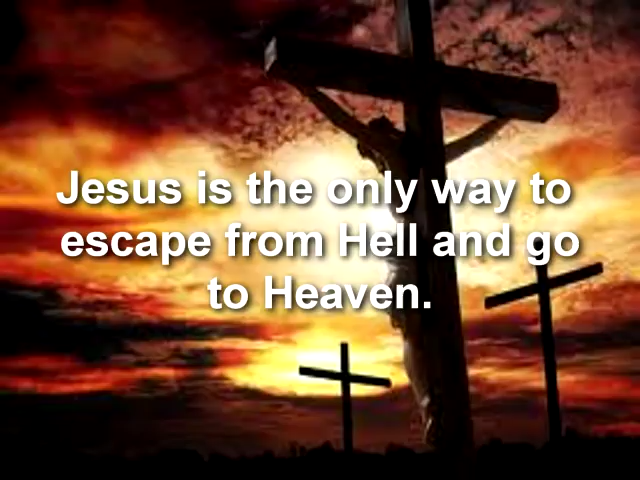 Jesus is the only way to
escape from Hell and go
to Heaven.